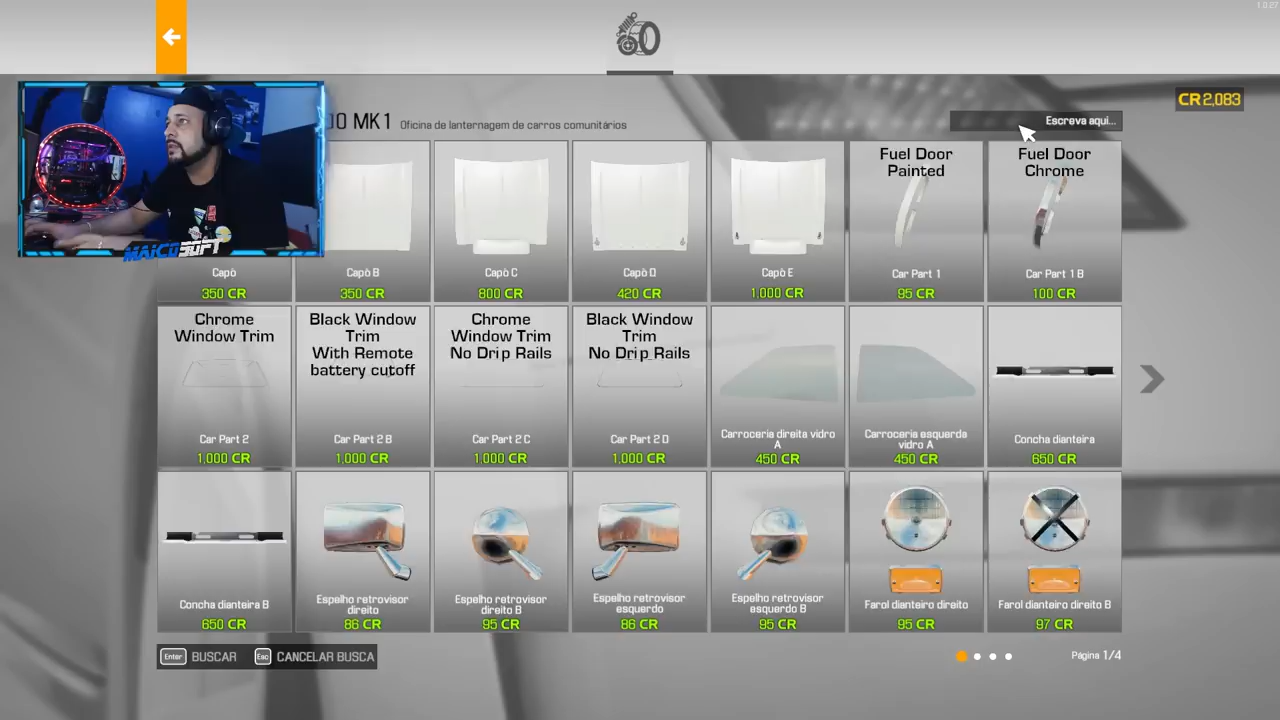 1.0.27
CR 2,083
00 MK1 Oficina de lanternagem de carros comunitários
Escreva aqui...
MAICOSOFT
Capô
350 CR
Capô B
350 CR
Capô C
800 CR
Capô D
420 CR
Capô E
1,000 CR
Fuel Door
Painted
Car Part 1
95 CR
Fuel Door
Chrome
Car Part 1 B
100 CR
Chrome
Window Trim
Car Part 2
1,000 CR
Black Window
Trim
With Remote
battery cutoff
Car Part 2 B
1,000 CR
Chrome
Window Trim
No Drip Rails
Car Part 2 C
1,000 CR
Black Window
Trim
No Drip Rails
Car Part 2 D
1,000 CR
Carroceria direita vidro
A
450 CR
Carroceria esquerda
vidro A
450 CR
Concha dianteira
650 CR
Concha dianteira B
650 CR
Espelho retrovisor
direito
86 CR
Espelho retrovisor
direito B
95 CR
Espelho retrovisor
esquerdo
86 CR
Espelho retrovisor
esquerdo B
95 CR
Farol dianteiro direito
95 CR
Farol dianteiro direito B
97 CR
Enter BUSCAR Esc CANCELAR BUSCA
Página 1/4